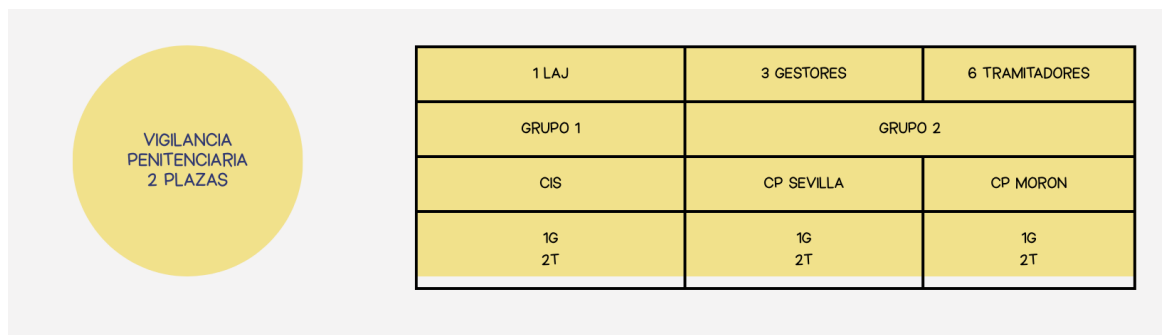 VIGILANCIA
PENITENCIARIA
2 PLAZAS
1 LAJ
3 GESTORES
6 TRAMITADORES
GRUPO 1
GRUPO 2
CIS
CP SEVILLA
CP MORON
1G
2T
1G
2T
1G
2T